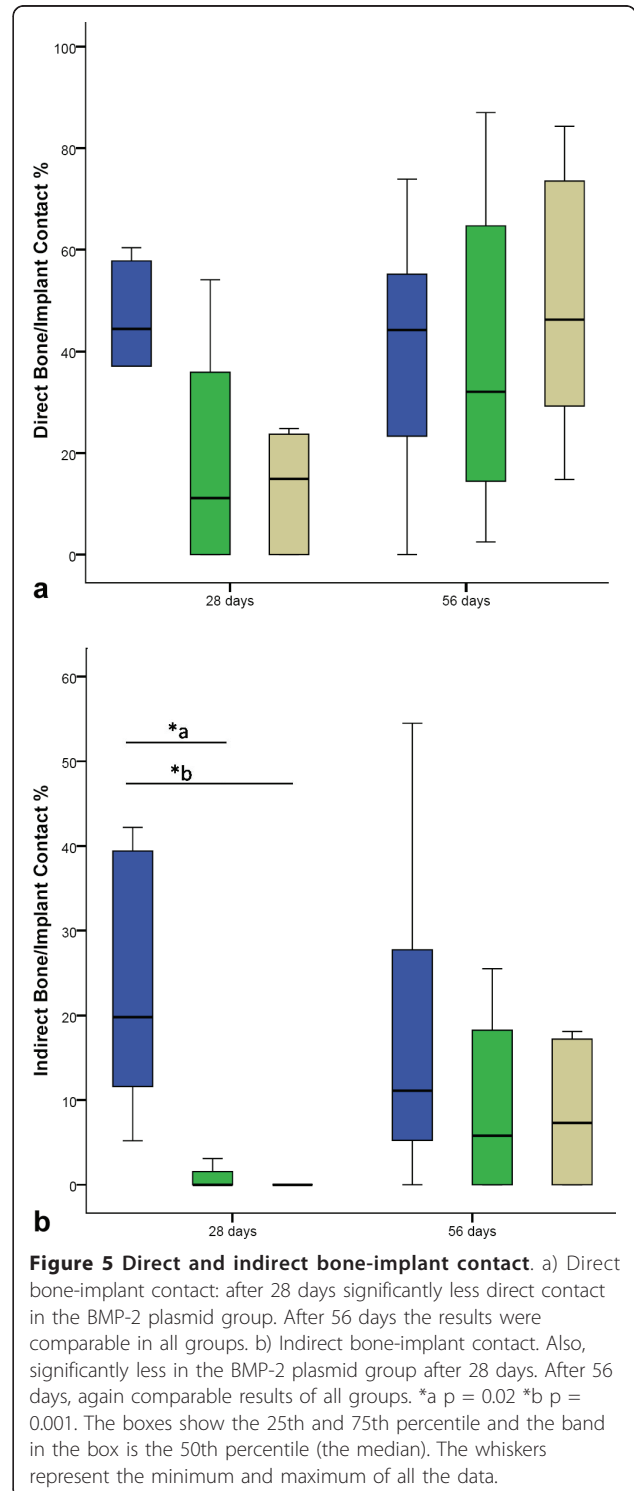 100
80
60
40
20
0
Direct Bone/Implant Contact %
a
28 days
56 days
60
50
40
30
20
10
0
Indirect Bone/Implant Contact %
*a
*b
b
28 days
56 days
Figure 5 Direct and indirect bone-implant contact. a) Direct
bone-implant contact: after 28 days significantly less direct contact
in the BMP-2 plasmid group. After 56 days the results were
comparable in all groups. b) Indirect bone-implant contact. Also,
significantly less in the BMP-2 plasmid group after 28 days. After 56
days, again comparable results of all groups. *a p = 0.02 *b p =
0.001. The boxes show the 25th and 75th percentile and the band
in the box is the 50th percentile (the median). The whiskers
represent the minimum and maximum of all the data.